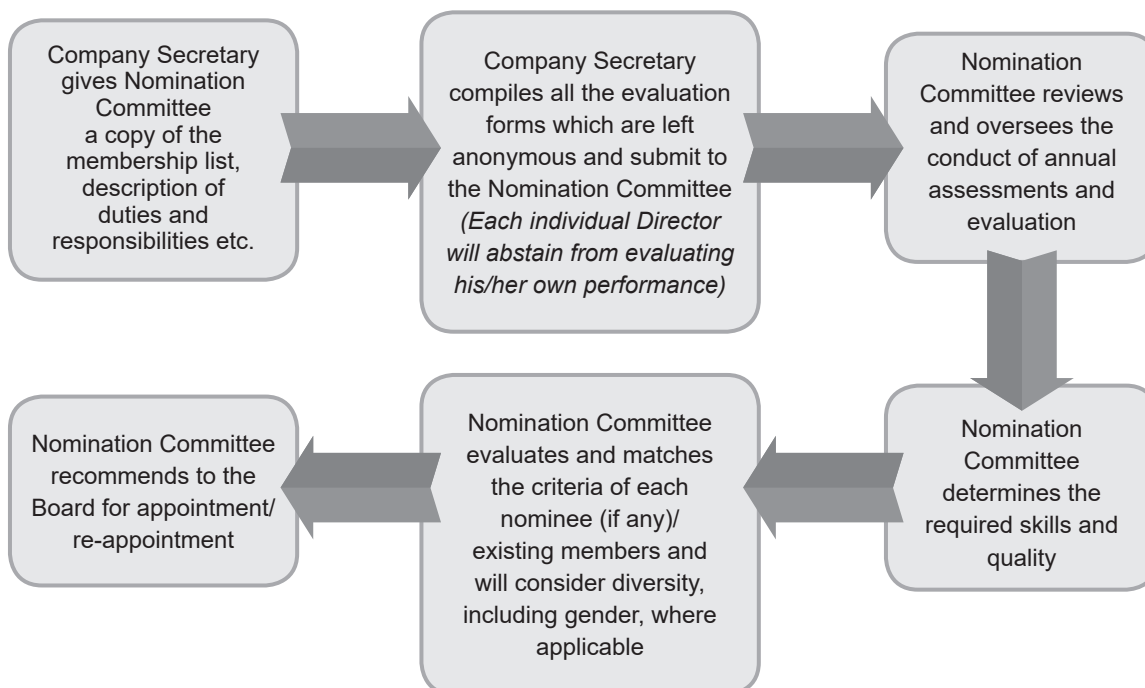 Company Secretary
gives Nomination
Committee
a copy of the
membership list,
description of
duties and
responsibilities etc.
Company Secretary
compiles all the evaluation
forms which are left
anonymous and submit to
the Nomination Committee
(Each individual Director
will abstain from evaluating
his/her own performance)
Nomination
Committee reviews
and oversees the
conduct of annual
assessments and
evaluation
Nomination
Committee
determines the
required skills and
quality
Nomination Committee
evaluates and matches
the criteria of each
nominee (if any)/
existing members and
will consider diversity,
including gender, where
applicable
Nomination Committee
recommends to the
Board for appointment/
re-appointment